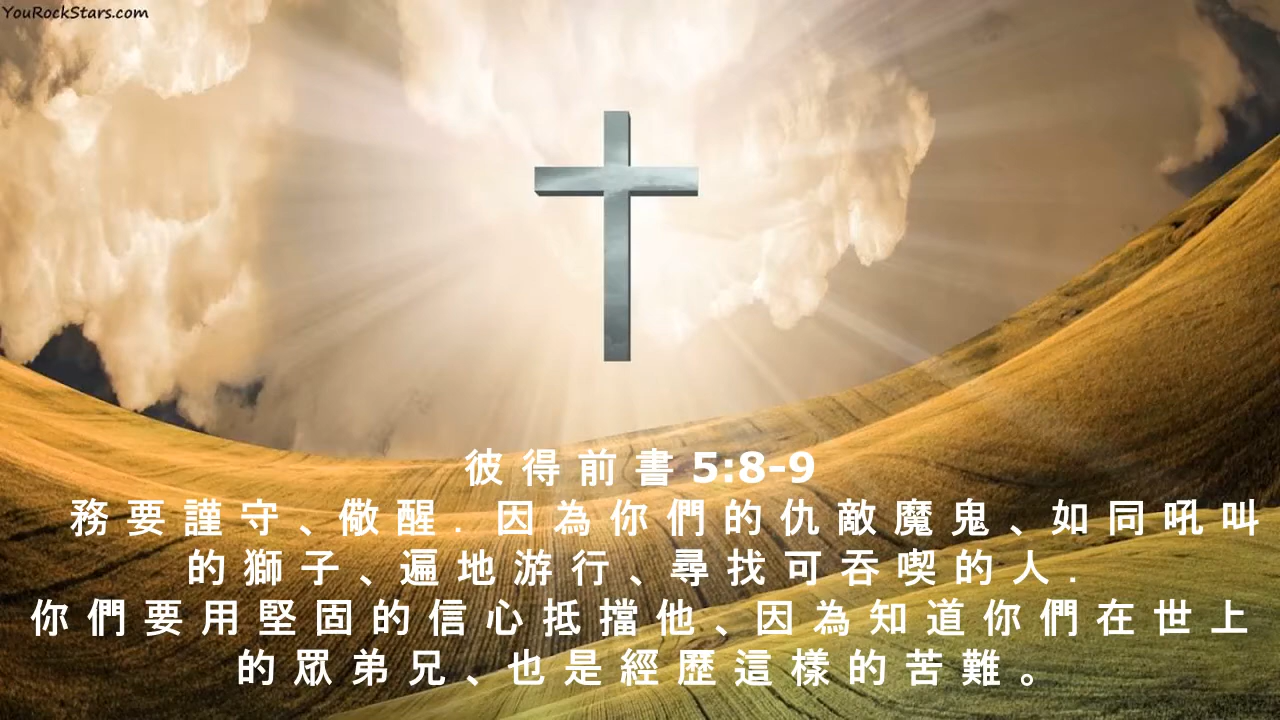 YouRockStars.com
彼 得 前 書 5:8-9
務 要 謹 守 、儆 醒 . 因 為 你 們 的 仇 敵 魔 鬼 、如 同 吼 叫
的 獅 子 、遍 地 游 行 、尋 找 可 吞 喫 的 人 .
你 們 要 用 堅 固 的 信 心 抵 擋 他 、因 為 知 道 你 們 在 世 上
的 眾 弟 兄 、也 是 經 歷 這 樣 的 苦 難 。